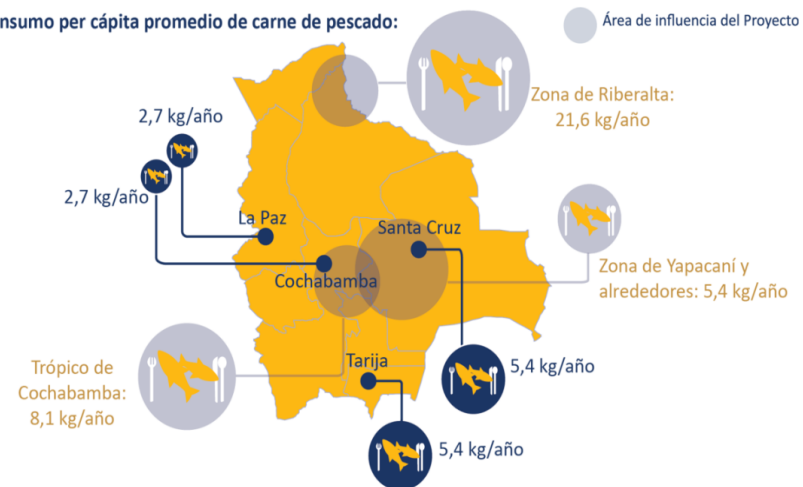 nsumo per cápita promedio de carne de pescado:
Área de influencia del Proyecto
Zona de Riberalta:
21,6 kg/año
2,7 kg/año
2,7 kg/año
La Paz
Santa Cruz
Cochabamba
Zona de Yapacaní y
alrededores: 5,4 kg/año
Trópico de
Cochabamba:
8,1 kg/año
Tarija
5,4 kg/año
5,4 kg/año